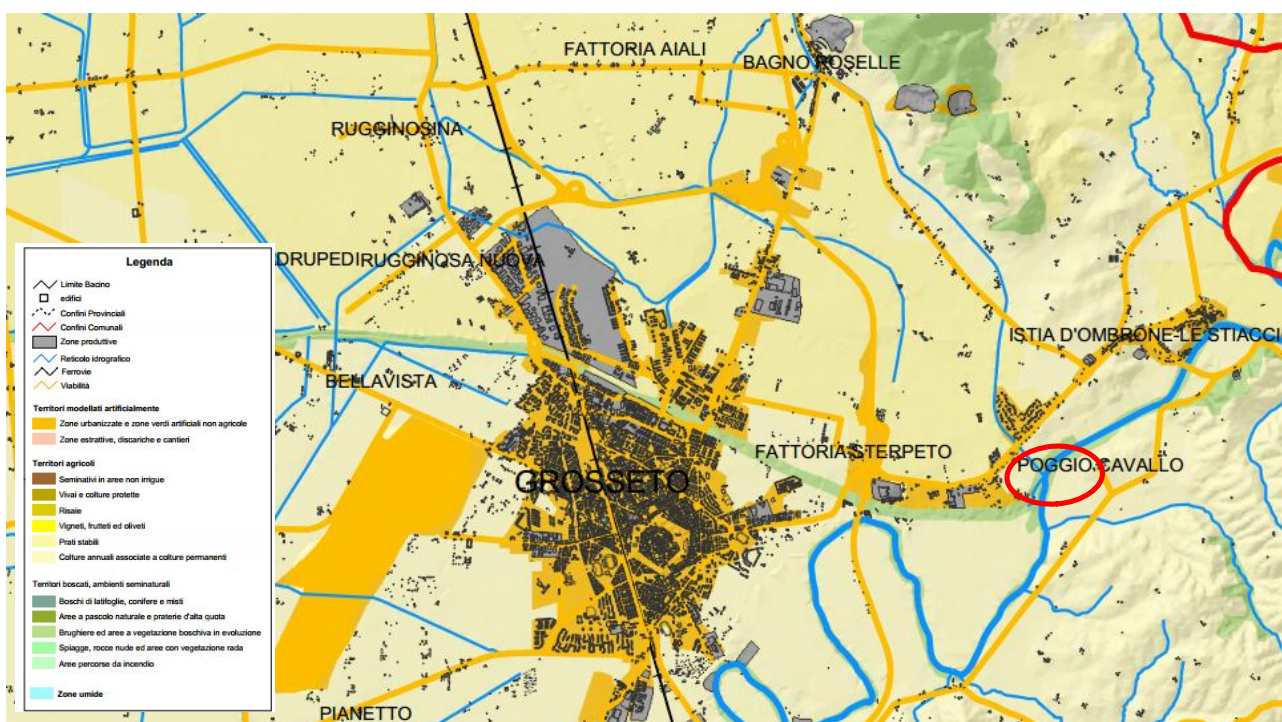 FATTORIA AIALI
BAGNO ROSELLE
RUGGINOSINA
DRUPEDI
RUGGINOSA NUOVA
ISTIA D'OMBRONE-LE STIACCI
BELLAVISTA
FATTORIA STERPETO
POGGIO CAVALLO
GROSSETO
PIANETTO
Legenda
Limite Bacino
edifici
Confini Provinciali
Confini Comunali
Zone produttive
Reticolo idrografico
Ferrovie
Viabilità
Territori modellati artificialmente
Zone urbanizzate e zone verdi artificiali non agricole
Zone estrattive, discariche e cantieri
Territori agricoli
Seminativi in aree non irrigue
Vivai e colture protette
Risaie
Vigneti, frutteti ed oliveti
Prati stabili
Colture annuali associate a colture permanenti
Territori boscati, ambienti seminaturali
Boschi di latifoglie, conifere e misti
Aree a pascolo naturale e praterie d'alta quota
Brughiere ed aree a vegetazione boschiva in evoluzione
Spiagge, rocce nude ed aree con vegetazione rada
Aree percorse da incendio
Zone umide